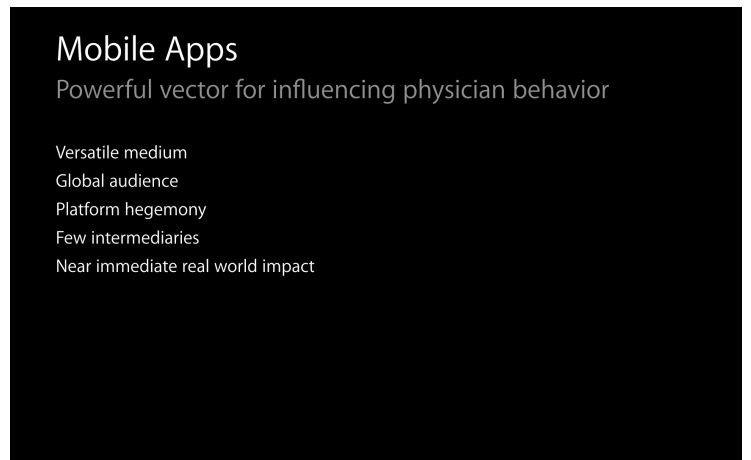 Mobile Apps
Powerful vector for influencing physician behavior
Versatile medium
Global audience
Platform hegemony
Few intermediaries
Near immediate real world impact